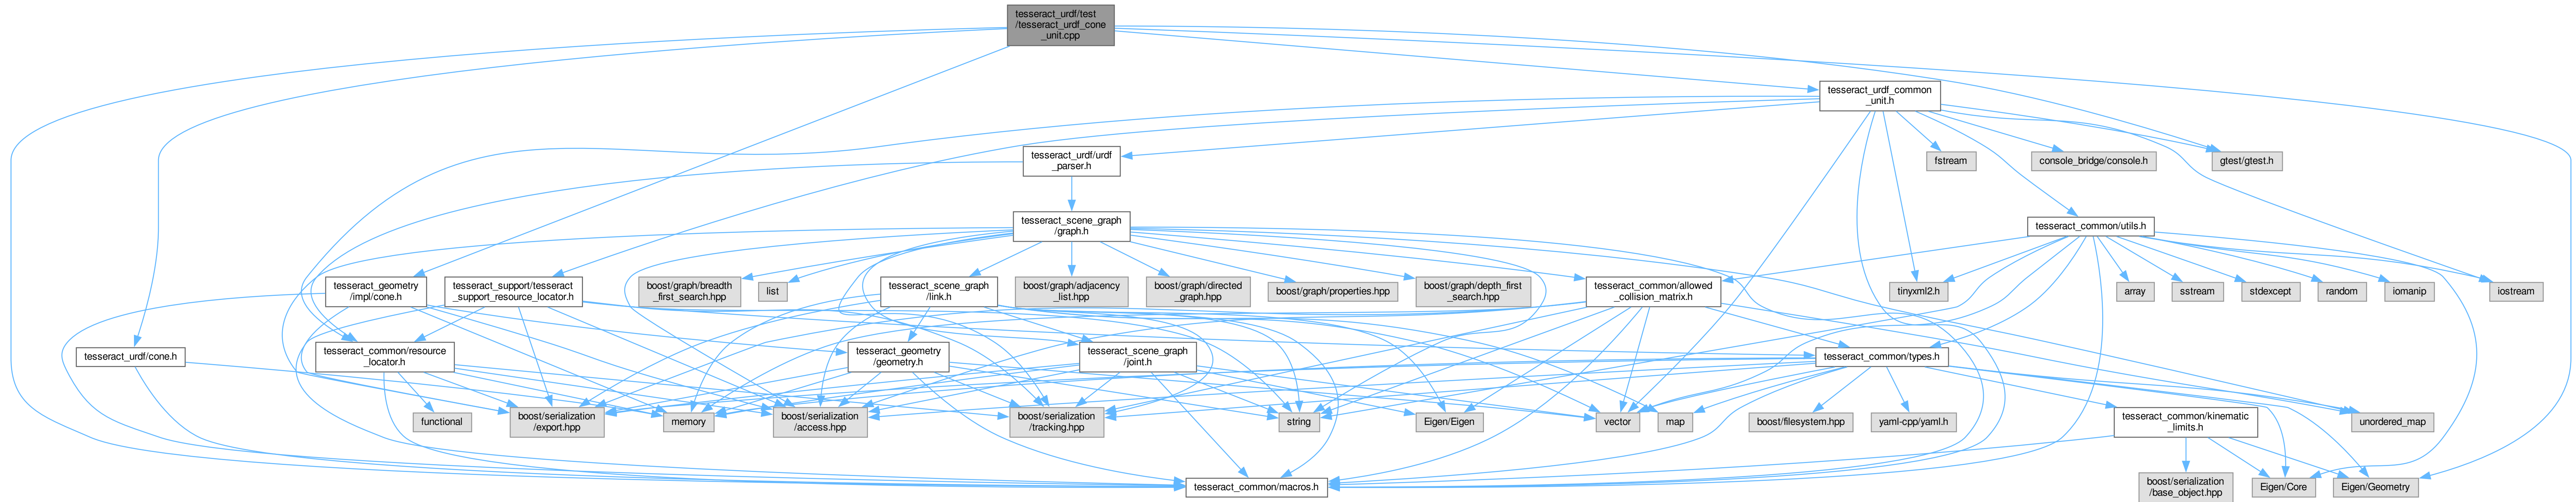 tesseract_urdf/test
/tesseract_urdf_cone
_unit.cpp
tesseract_urdf_common
_unit.h
tesseract_urdf/urdf
_parser.h
fstream
console_bridge/console.h
gtest/gtest.h
tesseract_scene_graph
/graph.h
tesseract_common/utils.h
tesseract_geometry
/impl/cone.h
tesseract_support/tesseract
_support_resource_locator.h
boost/graph/breadth
_first_search.hpp
list
tesseract_scene_graph
/link.h
boost/graph/adjacency
_list.hpp
boost/graph/directed
_graph.hpp
boost/graph/properties.hpp
boost/graph/depth_first
_search.hpp
tesseract_common/allowed
_collision_matrix.h
tinyxml2.h
array
sstream
stdexcept
random
iomanip
iostream
tesseract_urdf/cone.h
tesseract_common/resource
_locator.h
tesseract_geometry
/geometry.h
tesseract_scene_graph
/joint.h
tesseract_common/types.h
functional
boost/serialization
/export.hpp
memory
boost/serialization
/access.hpp
boost/serialization
/tracking.hpp
string
Eigen/Eigen
vector
map
boost/filesystem.hpp
yaml-cpp/yaml.h
tesseract_common/kinematic
_limits.h
unordered_map
tesseract_common/macros.h
boost/serialization
/base_object.hpp
Eigen/Core
Eigen/Geometry